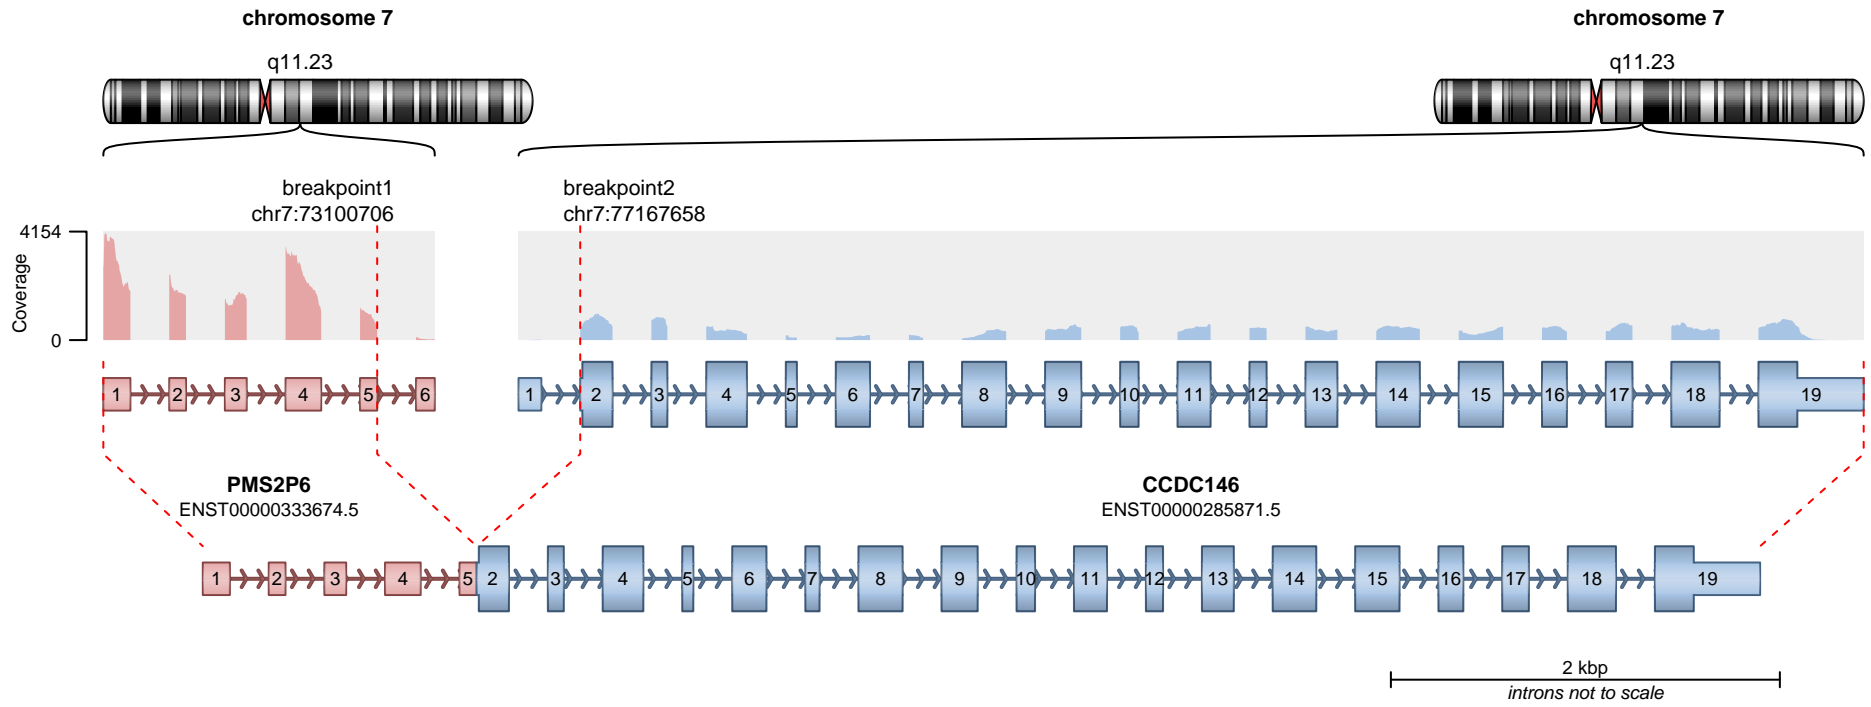 chromosome 7
chromosome 7
q11.23
q11.23
breakpoint1
chr7:73100706
breakpoint2
chr7:77167658
4154
Coverage
0
1 2 3 4 5 6
1 2 3 4 5 6 7 8 9 10 11 12 13 14 15 16 17 18 19
PMS2P6
ENST00000333674.5
CCDC146
ENST00000285871.5
1 2 3 4 5 2 3 4 5 6 7 8 9 10 11 12 13 14 15 16 17 18 19
2 kbp
introns not to scale